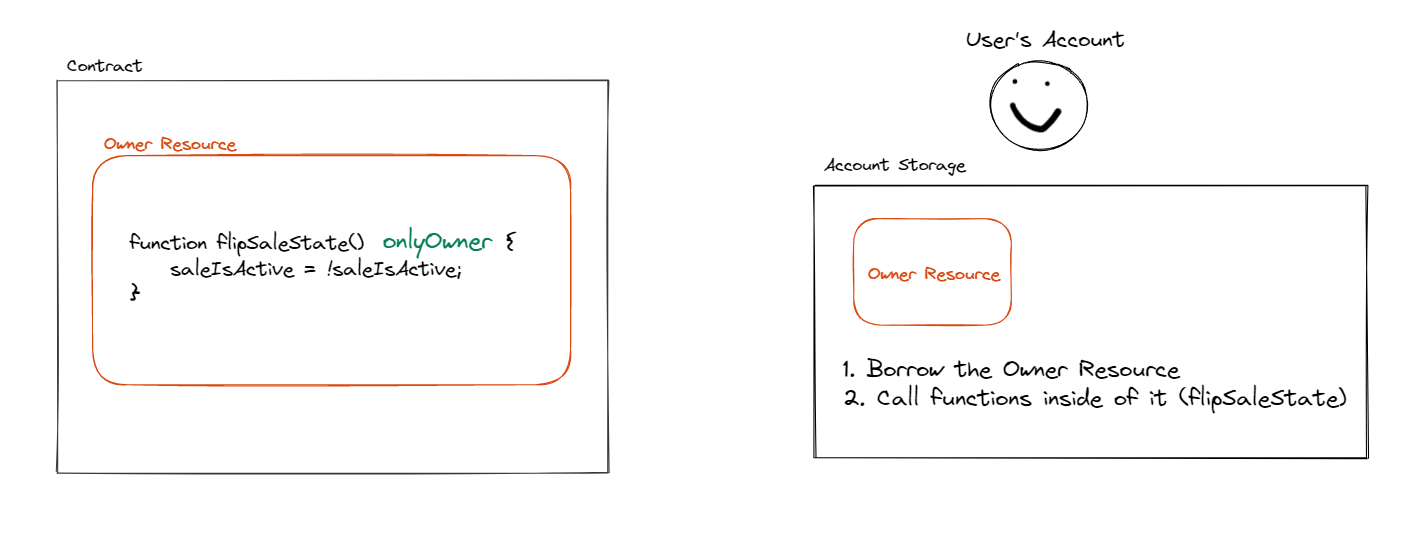 Contract
Owner Resource
function flipSaleState() onlyOwner {
saleIsActive = !saleIsActive;
}
User's Account
Account Storage
Owner Resource
1. Borrow the Owner Resource
2. Call functions inside of it (flipSaleState)